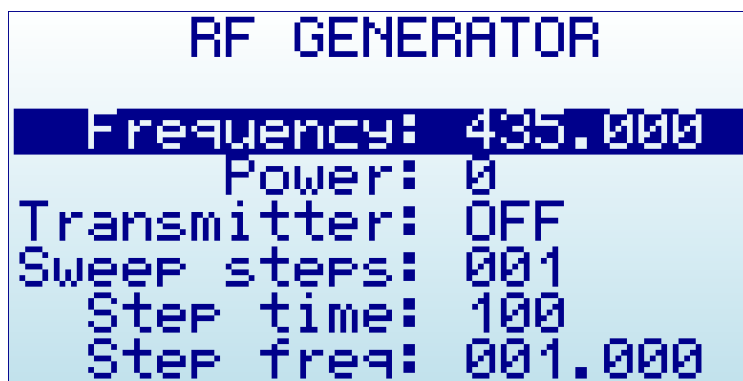 RF GENERATOR
Frequency: 435.000
Power: 0
Transmitter: OFF
Sweep steps: 001
Step time: 100
Step freq: 001.000